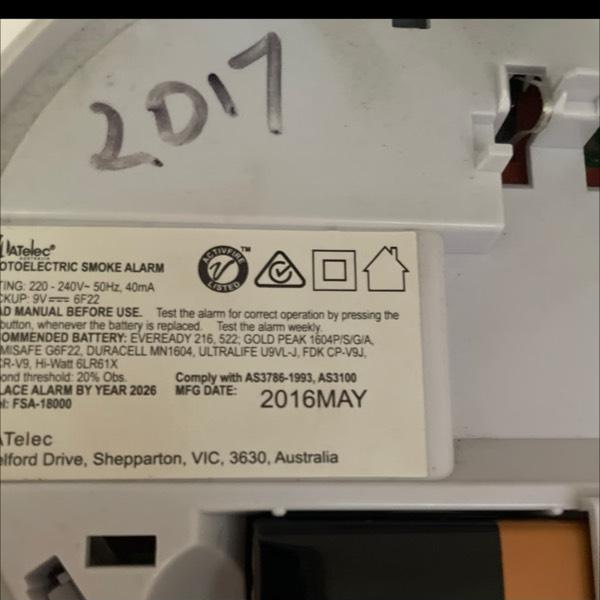 2017
ATelec®
AUSTRALIA
OTOELECTRIC SMOKE ALARM
ACTIVFIRE
LISTED
TM
TING: 220 - 240V~ 50Hz, 40mA
CKUP: 9V 6F22
AD MANUAL BEFORE USE. Test the alarm for correct operation by pressing the
button, whenever the battery is replaced. Test the alarm weekly.
OMMENDED BATTERY: EVEREADY 216, 522; GOLD PEAK 1604P/S/G/A,
MISAFE G6F22, DURACELL MN1604, ULTRALIFE U9VL-J, FDK CP-V9J,
CR-V9, Hi-Watt 6LR61X
ond threshold: 20% Obs. Comply with AS3786-1993, AS3100
LACE ALARM BY YEAR 2026 MFG DATE: 2016MAY
el: FSA-18000
ATelec
elford Drive, Shepparton, VIC, 3630, Australia